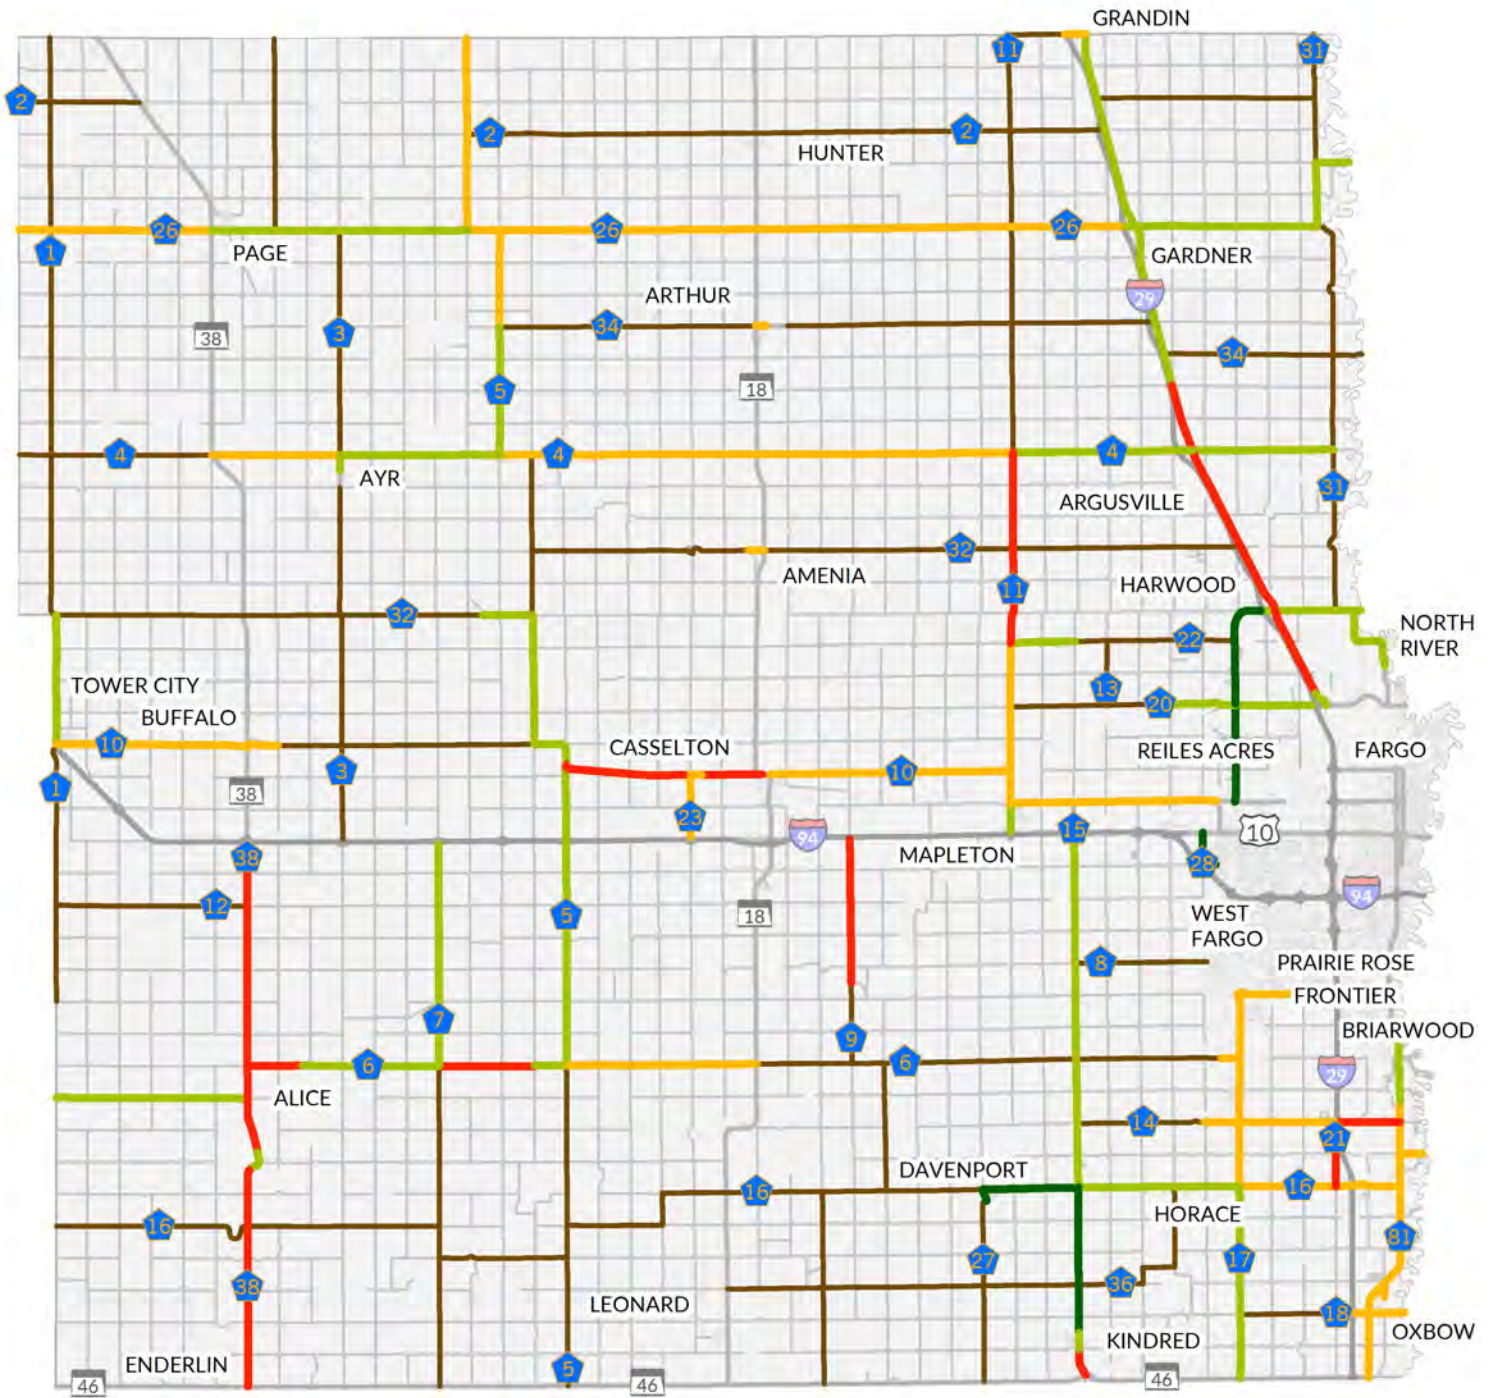 GRANDIN
11
31
2
2
2
HUNTER
26
26
26
1
PAGE
GARDNER
ARTHUR
29
34
3
38
34
5
18
4
4
4
AYR
31
ARGUSVILLE
32
AMENIA
HARWOOD
11
32
NORTH
RIVER
22
TOWER CITY
13
20
BUFFALO
10
CASSELTON
REILES ACRES
FARGO
3
10
1
38
23
15
94
10
MAPLETON
38
28
94
12
5
18
WEST
FARGO
8
PRAIRIE ROSE
FRONTIER
7
BRIARWOOD
9
6
6
29
ALICE
14
21
DAVENPORT
16
16
HORACE
16
81
27
17
38
36
LEONARD
18
KINDRED
OXBOW
ENDERLIN
5
46
46
46